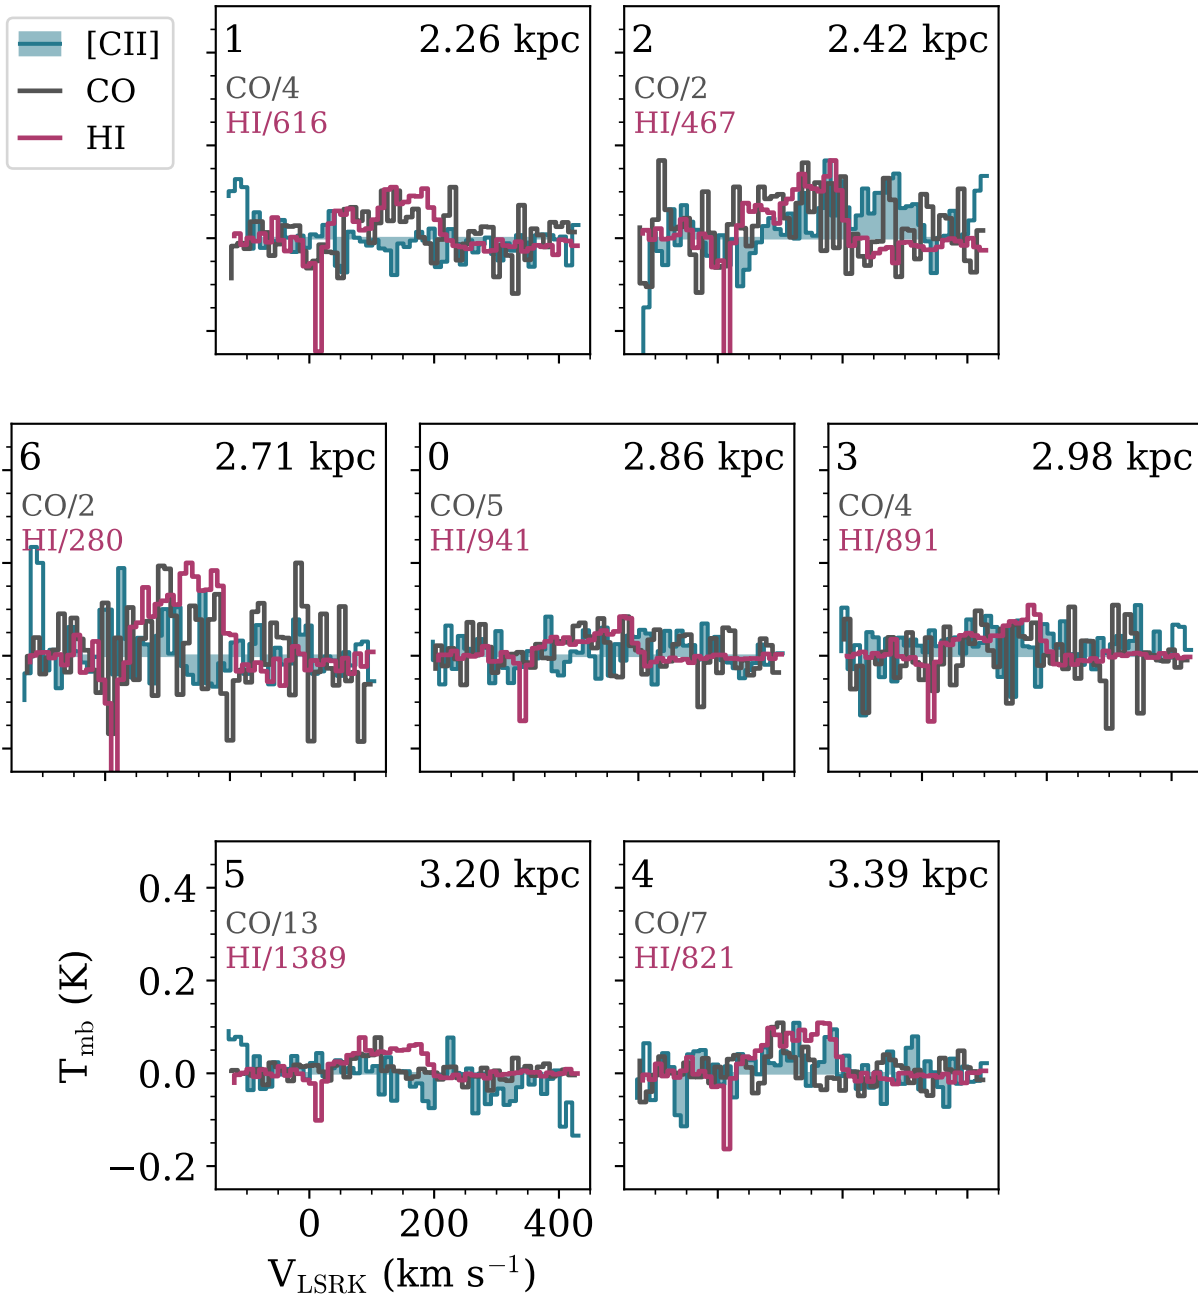 [CII]
CO
HI
1 2.26 kpc
CO/4
HI/616
2 2.42 kpc
CO/2
HI/467
6 2.71 kpc
CO/2
HI/280
0 2.86 kpc
CO/5
HI/941
3 2.98 kpc
CO/4
HI/891
5 3.20 kpc
CO/13
HI/1389
4 3.39 kpc
CO/7
HI/821
0.4
0.2
0.0
−0.2
T_mb (K)
0 200 400
V_LSRK (km s⁻¹)